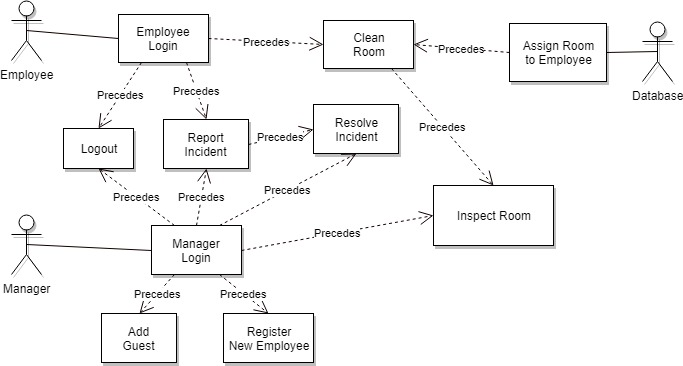 Employee
Login
Precedes
Clean
Room
Precedes
Assign Room
to Employee
Employee
Database
Precedes
Precedes
Logout
Report
Incident
Precedes
Resolve
Incident
Precedes
Precedes
Precedes
Precedes
Inspect Room
Manager
Login
Precedes
Manager
Precedes
Precedes
Add
Guest
Register
New Employee